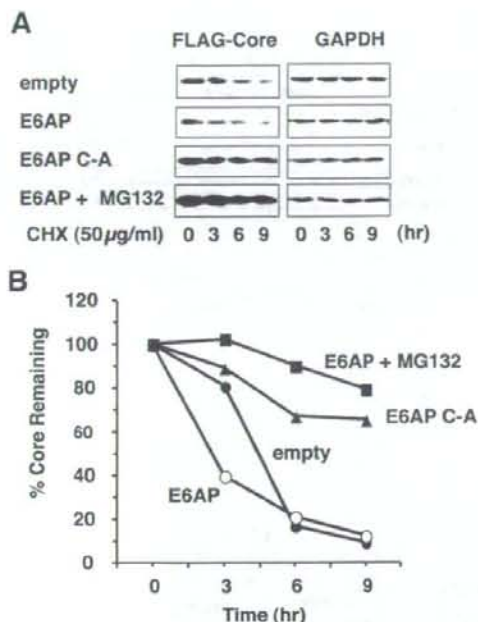 A
FLAG-Core GAPDH
empty
E6AP
E6AP C-A
E6AP + MG132
CHX (50µg/ml) 0 3 6 9 0 3 6 9 (hr)
B
120
100
80
60
40
20
0
% Core Remaining
E6AP + MG132
E6AP C-A
empty
E6AP
0 3 6 9
Time (hr)